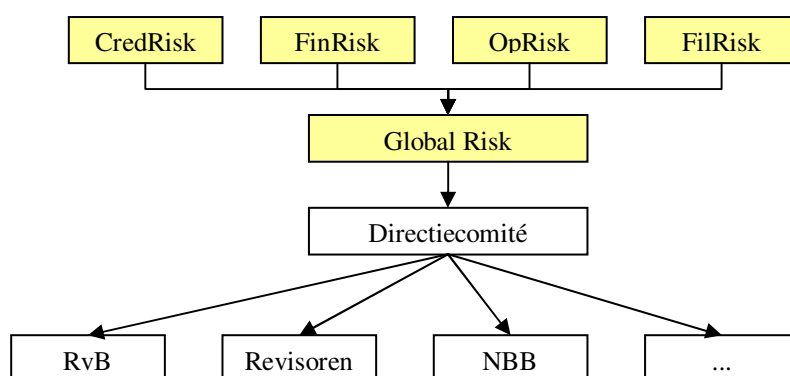 CredRisk
FinRisk
OpRisk
FilRisk
Global Risk
Directiecomité
RvB
Revisoren
NBB
...